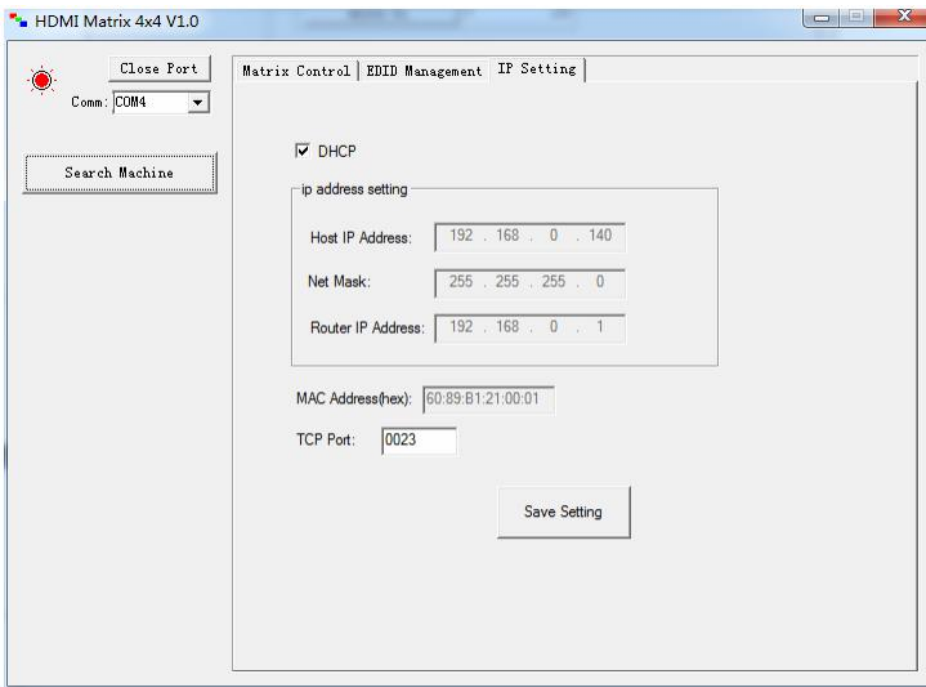 HDMI Matrix 4x4 V1.0
Close Port
Comm: COM4
Search Machine
Matrix Control EDID Management IP Setting
DHCP
ip address setting
Host IP Address: 192 . 168 . 0 . 140
Net Mask: 255 . 255 . 255 . 0
Router IP Address: 192 . 168 . 0 . 1
MAC Address(hex): 60:89:B1:21:00:01
TCP Port: 0023
Save Setting